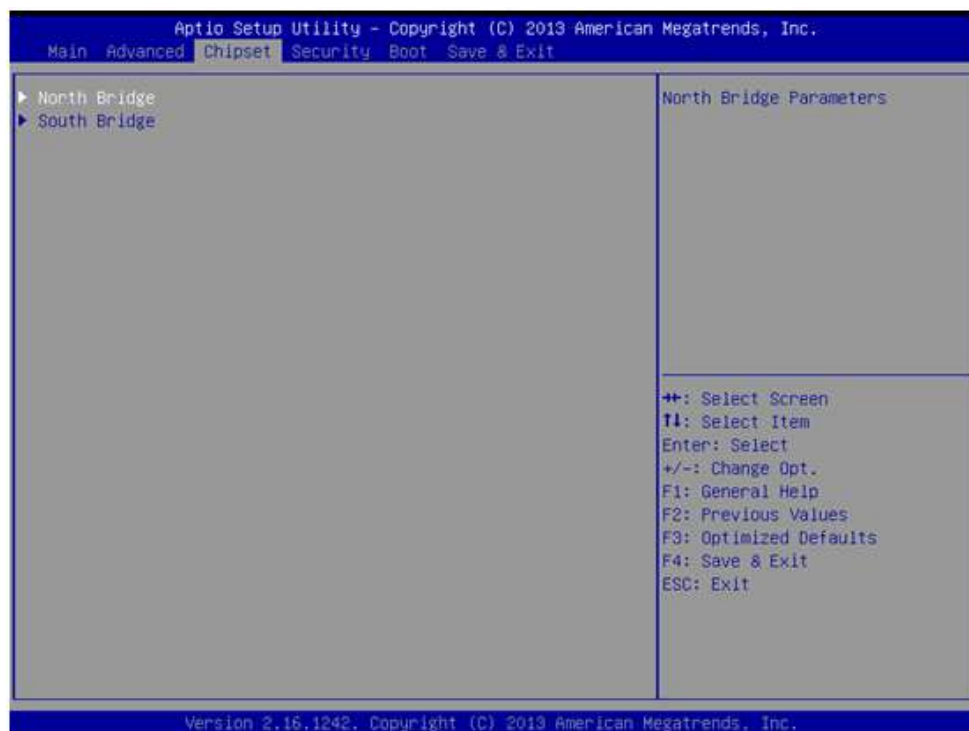 Aptio Setup Utility - Copyright (C) 2013 American Megatrends, Inc.
Main Advanced Chipset Security Boot Save & Exit
North Bridge
South Bridge
North Bridge Parameters
→←: Select Screen
↑↓: Select Item
Enter: Select
+/-: Change Opt.
F1: General Help
F2: Previous Values
F3: Optimized Defaults
F4: Save & Exit
ESC: Exit
Version 2.16.1242. Copyright (C) 2013 American Megatrends, Inc.